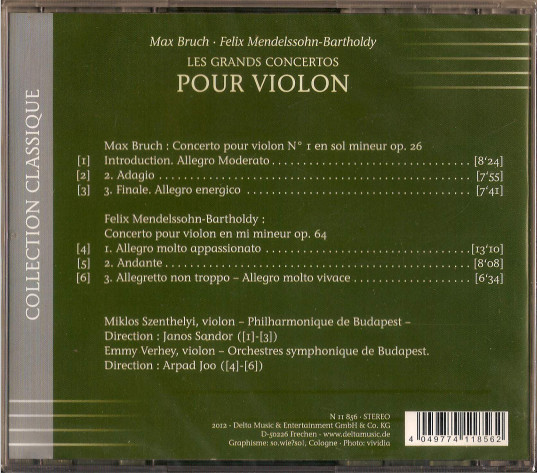 Max Bruch · Felix Mendelssohn-Bartholdy
LES GRANDS CONCERTOS
POUR VIOLON
COLLECTION CLASSIQUE
Max Bruch : Concerto pour violon N° 1 en sol mineur op. 26
[1] Introduction. Allegro Moderato [8'24]
[2] 2. Adagio [7'55]
[3] 3. Finale. Allegro energico [7'41]
Felix Mendelssohn-Bartholdy :
Concerto pour violon en mi mineur op. 64
[4] 1. Allegro molto appassionato [13'10]
[5] 2. Andante [8'08]
[6] 3. Allegretto non troppo – Allegro molto vivace [6'34]
Miklos Szenthelyi, violon – Philharmonique de Budapest –
Direction : Janos Sandor ([1]-[3])
Emmy Verhey, violon – Orchestres symphonique de Budapest.
Direction : Arpad Joo ([4]-[6])
N 11 856 - STEREO
2012 - Delta Music & Entertainment GmbH & Co. KG
D-50226 Frechen - www.deltamusic.de
Graphisme: so.wie?so!, Cologne · Photo: vividia
4 049774 118562